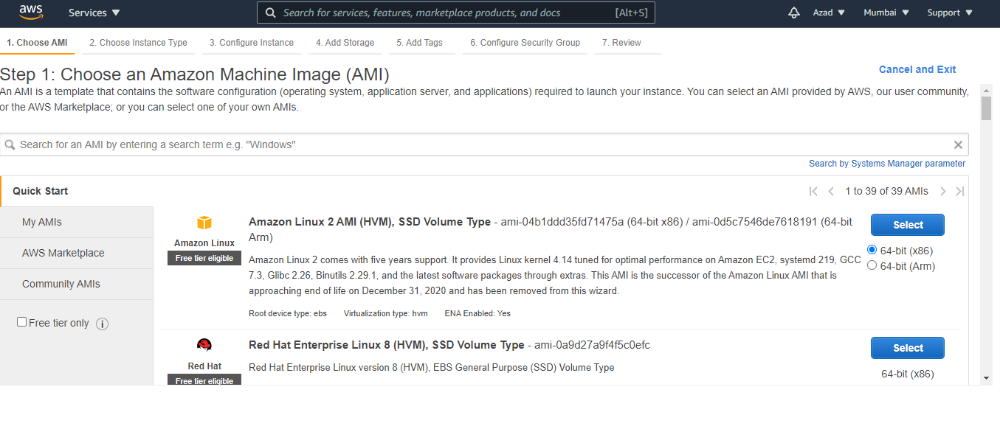 aws Services Search for services, features, marketplace products, and docs [Alt+S] Azad Mumbai Support
1. Choose AMI 2. Choose Instance Type 3. Configure Instance 4. Add Storage 5. Add Tags 6. Configure Security Group 7. Review
Step 1: Choose an Amazon Machine Image (AMI)
Cancel and Exit
An AMI is a template that contains the software configuration (operating system, application server, and applications) required to launch your instance. You can select an AMI provided by AWS, our user community,
or the AWS Marketplace; or you can select one of your own AMIs.
Search for an AMI by entering a search term e.g. "Windows"
Search by Systems Manager parameter
Quick Start
1 to 39 of 39 AMIs
My AMIs
AWS Marketplace
Community AMIs
Free tier only
Amazon Linux
Free tier eligible
Amazon Linux 2 AMI (HVM), SSD Volume Type - ami-04b1ddd35fd71475a (64-bit x86) / ami-0d5c7546de7618191 (64-bit
Arm)
Amazon Linux 2 comes with five years support. It provides Linux kernel 4.14 tuned for optimal performance on Amazon EC2, systemd 219, GCC
7.3, Glibc 2.26, Binutils 2.29.1, and the latest software packages through extras. This AMI is the successor of the Amazon Linux AMI that is
approaching end of life on December 31, 2020 and has been removed from this wizard.
Root device type: ebs Virtualization type: hvm ENA Enabled: Yes
Select
64-bit (x86)
64-bit (Arm)
Red Hat
Free tier eligible
Red Hat Enterprise Linux 8 (HVM), SSD Volume Type - ami-0a9d27a9f4f5c0efc
Red Hat Enterprise Linux version 8 (HVM), EBS General Purpose (SSD) Volume Type
Select
64-bit (x86)